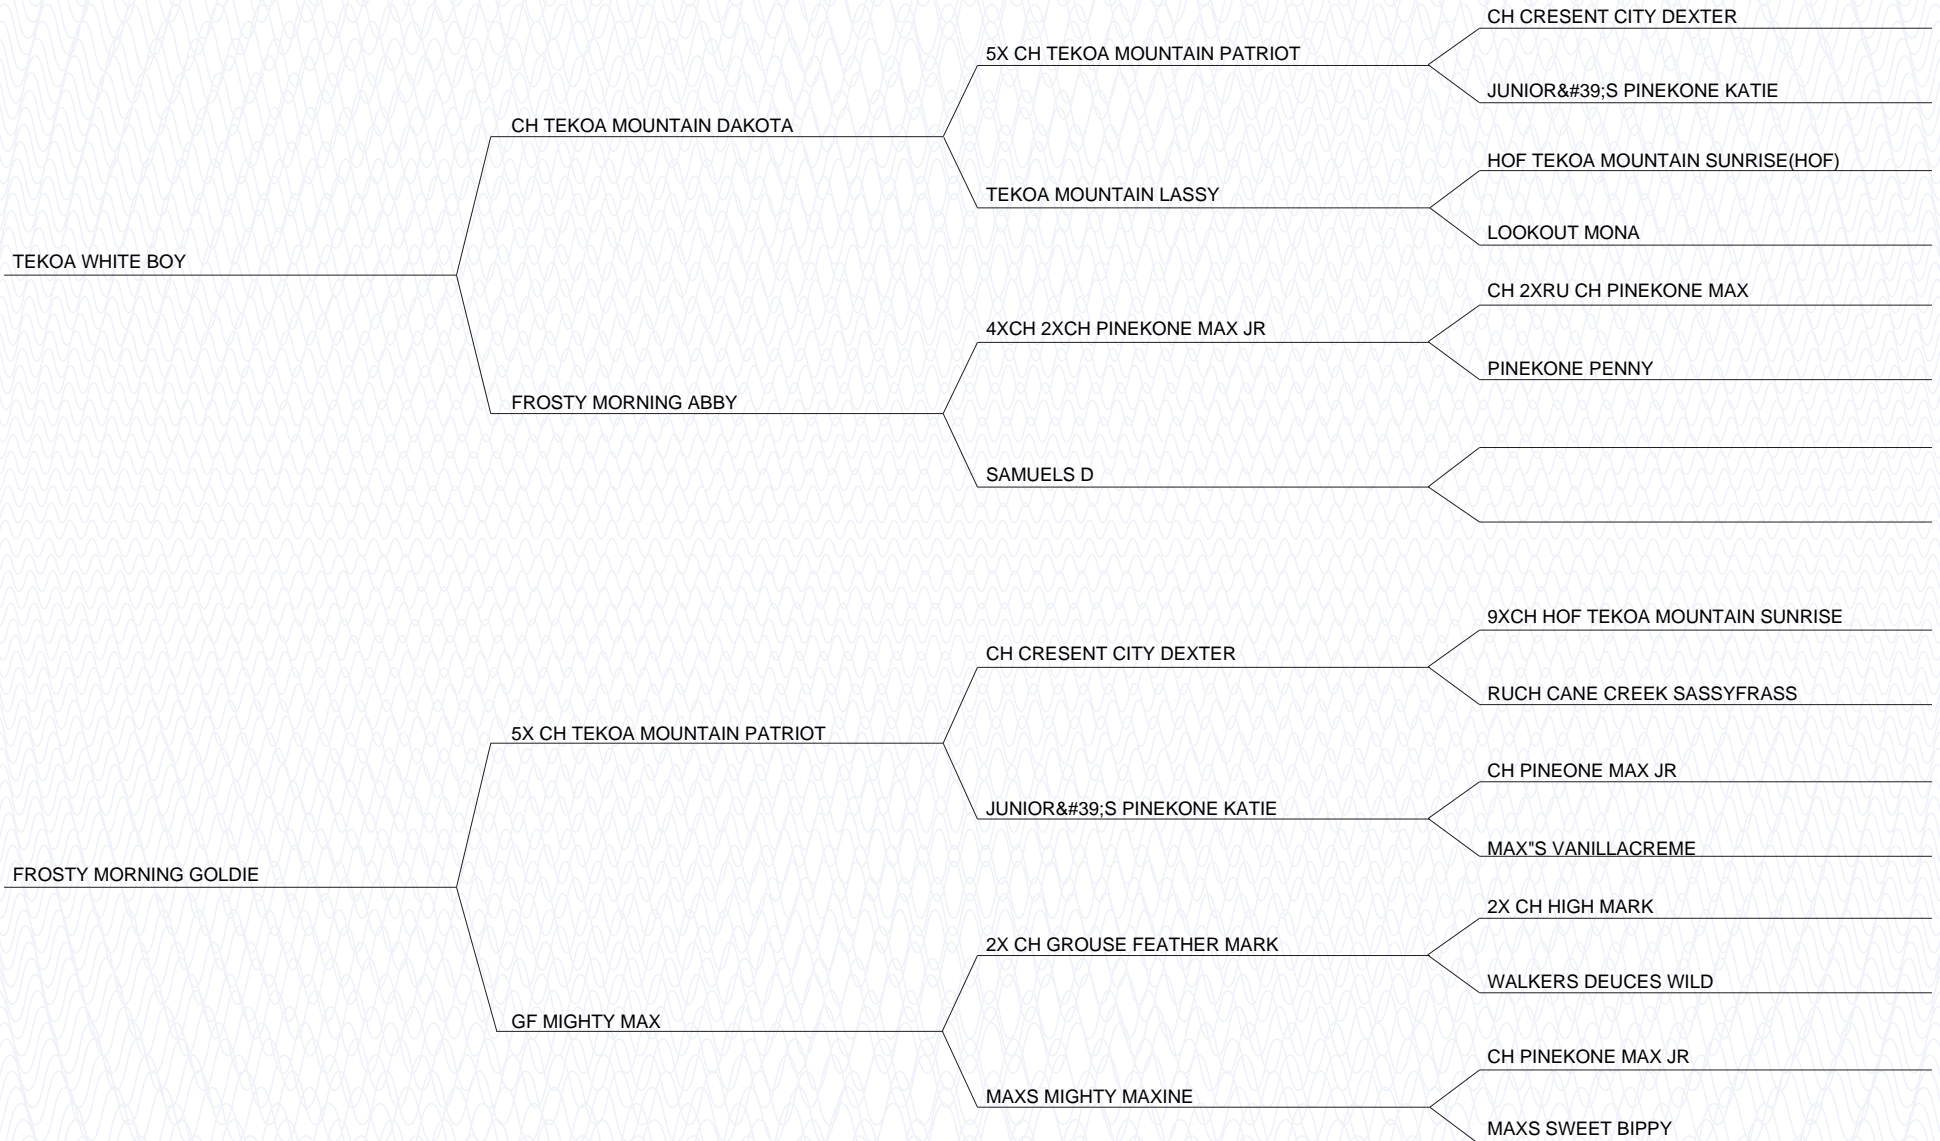 CH CRESENT CITY DEXTER
5X CH TEKOA MOUNTAIN PATRIOT
JUNIOR&#39;S PINEKONE KATIE
CH TEKOA MOUNTAIN DAKOTA
HOF TEKOA MOUNTAIN SUNRISE(HOF)
TEKOA MOUNTAIN LASSY
LOOKOUT MONA
TEKOA WHITE BOY
CH 2XRU CH PINEKONE MAX
4XCH 2XCH PINEKONE MAX JR
PINEKONE PENNY
FROSTY MORNING ABBY
SAMUELS D
9XCH HOF TEKOA MOUNTAIN SUNRISE
CH CRESENT CITY DEXTER
RUCH CANE CREEK SASSYFRASS
5X CH TEKOA MOUNTAIN PATRIOT
CH PINEONE MAX JR
JUNIOR&#39;S PINEKONE KATIE
MAX"S VANILLACREME
FROSTY MORNING GOLDIE
2X CH HIGH MARK
2X CH GROUSE FEATHER MARK
WALKERS DEUCES WILD
GF MIGHTY MAX
CH PINEKONE MAX JR
MAXS MIGHTY MAXINE
MAXS SWEET BIPPY